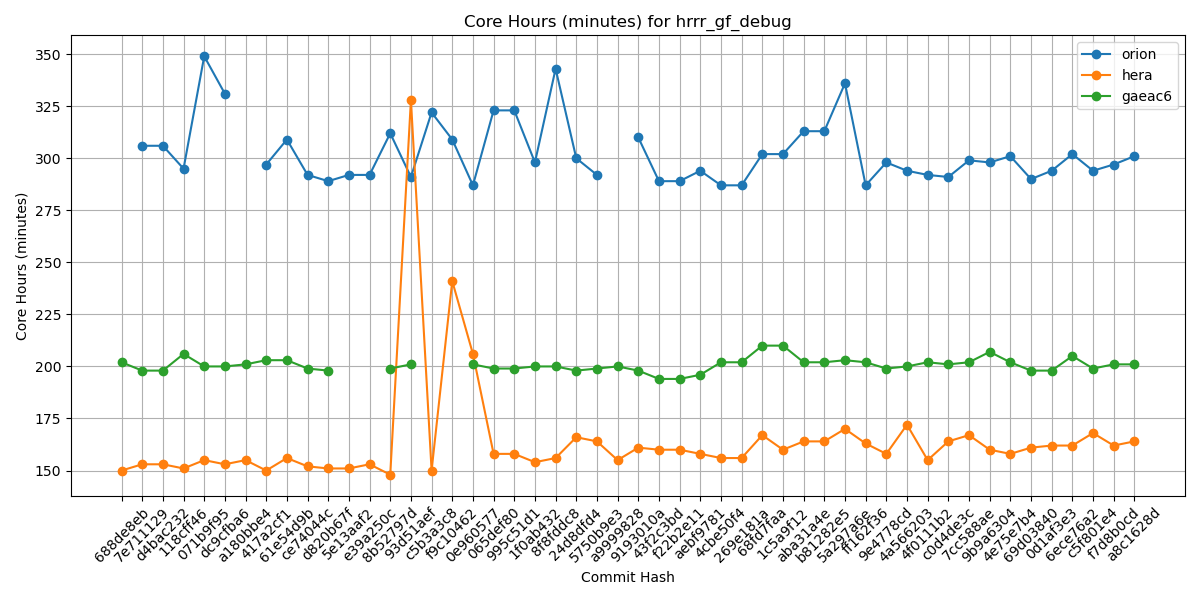 Core Hours (minutes) for hrrr_gf_debug
orion
hera
gaeac6
Core Hours (minutes)
350
325
300
275
250
225
200
175
150
688de8eb
7e711129
d4bac232
118cff46
071b9f95
dc9cfba6
a180bbe4
417a2cf1
61e54d9b
ce74044c
d820b67f
5e13aaf2
e39a250c
8b52797d
93d51aef
c5b3a3c8
f9c10462
0e960577
065def80
995c51d1
1f0ab432
8f8fddc8
24d8dfd4
5750b9e3
a9999828
9193010a
43f253bd
f22b2e11
aebf9781
4cbe50f4
269e181a
68fd7faa
1c5a9f12
aba31a4e
b81282e5
5a297a6e
ff162f36
9e4778cd
4a566203
4f011b2
c0d4de3c
7cc588ae
9b9a6304
4e75e7b4
69d03840
0d1af3e3
6ece76a2
c5f801e4
f7d8b0cd
a8c1628d
Commit Hash